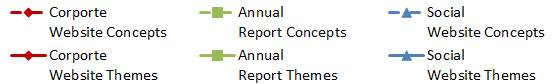 Corporte Website Concepts
Annual Report Concepts
Social Website Concepts
Corporte Website Themes
Annual Report Themes
Social Website Themes